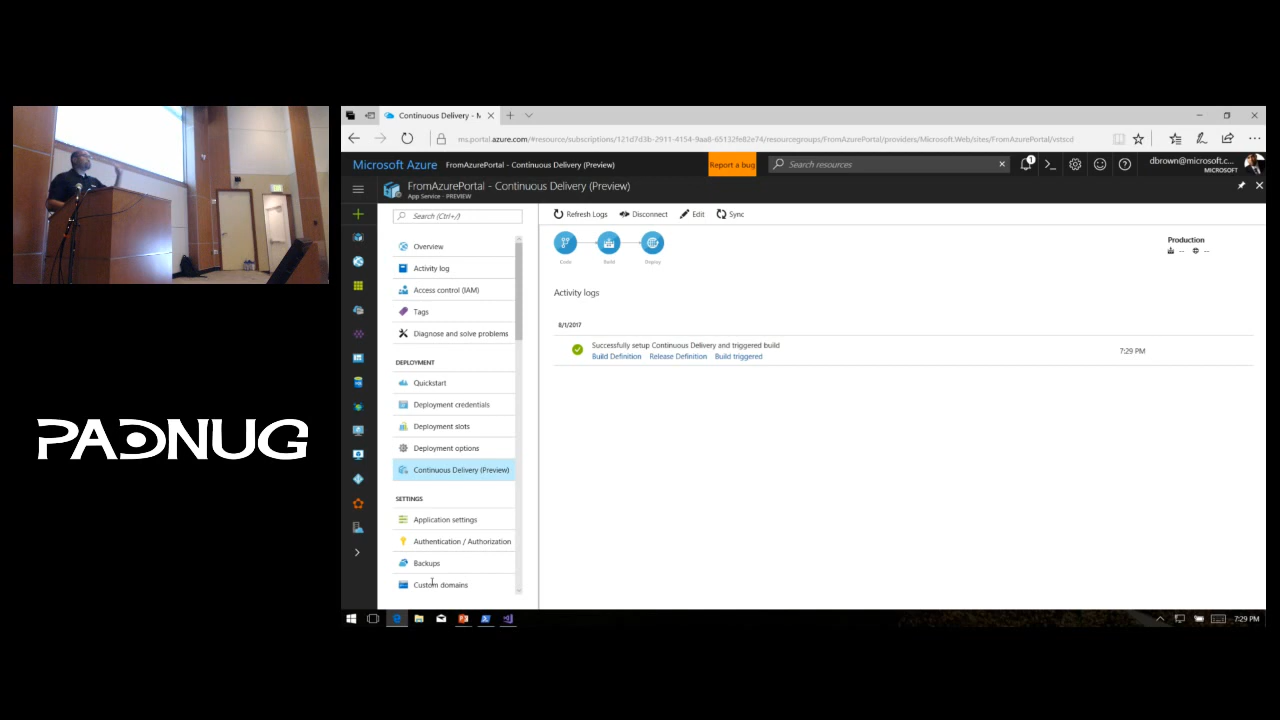 PADNUG
Continuous Delivery - M
ms.portal.azure.com/#resource/subscriptions/121d7d3b-2911-4154-9aa6-65132fe82e74/resourcegroups/FromAzurePortal/providers/Microsoft.Web/sites/FromAzurePortal/vstscd
Microsoft Azure
FromAzurePortal - Continuous Delivery (Preview)
Report a bug
Search resources
1
dbrown@microsoft.c...
MICROSOFT
FromAzurePortal - Continuous Delivery (Preview)
App Service - PREVIEW
Search (Ctrl+/)
Overview
Activity log
Access control (IAM)
Tags
Diagnose and solve problems
DEPLOYMENT
Quickstart
Deployment credentials
Deployment slots
Deployment options
Continuous Delivery (Preview)
SETTINGS
Application settings
Authentication / Authorization
Backups
Custom domains
Refresh Logs
Disconnect
Edit
Sync
Code
Build
Deploy
Production
-- --
Activity logs
8/1/2017
Successfully setup Continuous Delivery and triggered build
7:29 PM
Build Definition Release Definition Build triggered
7:29 PM